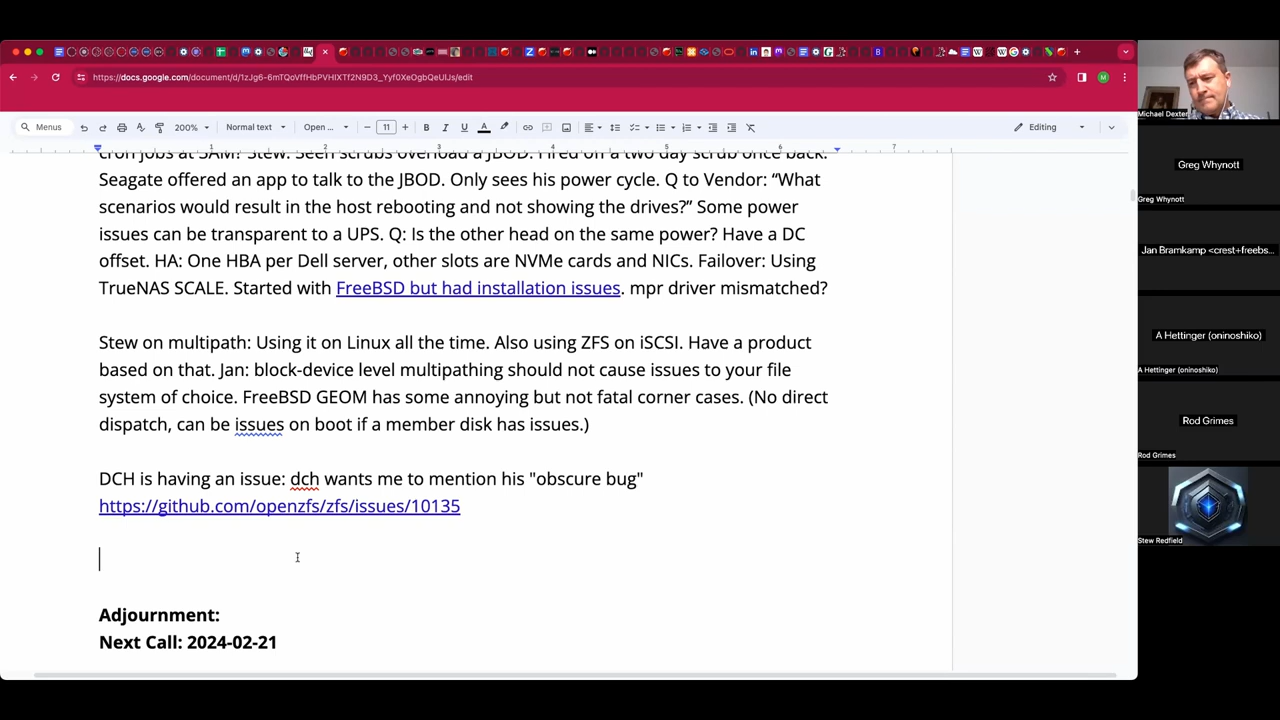 https://docs.google.com/document/d/1zJg6-6mTQoVffHbPVHIXTf2N9D3_Yyf0XeOgbQeUIJs/edit
Menus 200% Normal text Open ... 11 B I U A Editing
1 2 3 4 5 6 7
cron jobs at 3AM! Stew: Seen scrubs overload a JBOD. Fired off a two day scrub once back.
Seagate offered an app to talk to the JBOD. Only sees his power cycle. Q to Vendor: “What
scenarios would result in the host rebooting and not showing the drives?” Some power
issues can be transparent to a UPS. Q: Is the other head on the same power? Have a DC
offset. HA: One HBA per Dell server, other slots are NVMe cards and NICs. Failover: Using
TrueNAS SCALE. Started with FreeBSD but had installation issues. mpr driver mismatched?
Stew on multipath: Using it on Linux all the time. Also using ZFS on iSCSI. Have a product
based on that. Jan: block-device level multipathing should not cause issues to your file
system of choice. FreeBSD GEOM has some annoying but not fatal corner cases. (No direct
dispatch, can be issues on boot if a member disk has issues.)
DCH is having an issue: dch wants me to mention his "obscure bug"
https://github.com/openzfs/zfs/issues/10135
Adjournment:
Next Call: 2024-02-21
Michael Dexter
Greg Whynott
Greg Whynott
Jan Bramkamp <crest+freebs...
A Hettinger (oninoshiko)
A Hettinger (oninoshiko)
Rod Grimes
Rod Grimes
Stew Redfield